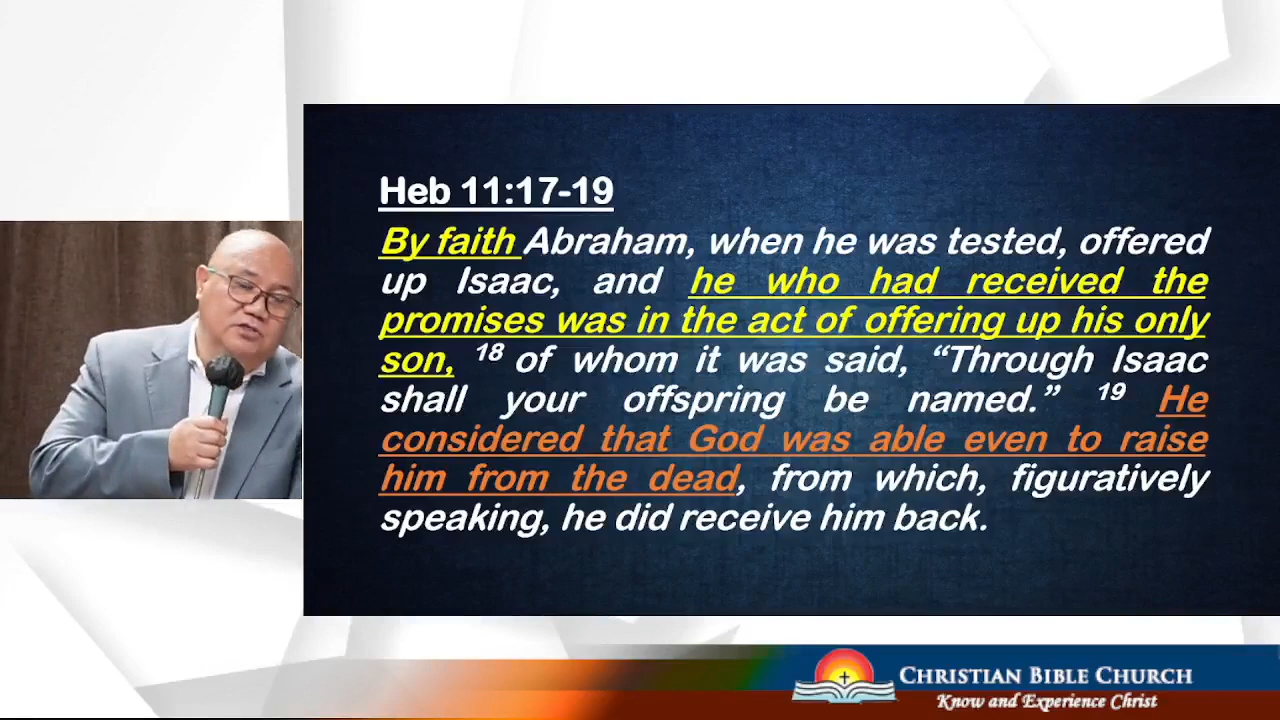 Heb 11:17-19
By faith Abraham, when he was tested, offered
up Isaac, and he who had received the
promises was in the act of offering up his only
son, 18 of whom it was said, “Through Isaac
shall your offspring be named.” 19 He
considered that God was able even to raise
him from the dead, from which, figuratively
speaking, he did receive him back.
CHRISTIAN BIBLE CHURCH
Know and Experience Christ